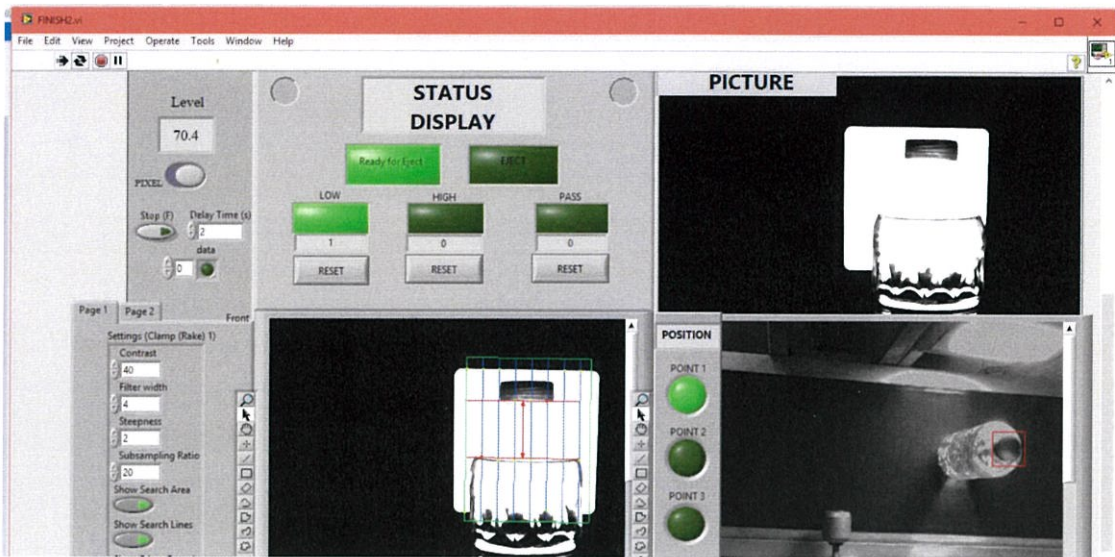 FINISH2.vi
File Edit View Project Operate Tools Window Help
Level
70.4
PIXEL
Stop (F) Delay Time (s)
2
data
0
STATUS
DISPLAY
Ready for Eject EJECT
LOW HIGH PASS
1 0 0
RESET RESET RESET
PICTURE
Page 1 Page 2
Front
Settings (Clamp (Rake) 1)
Contrast
40
Filter width
4
Steepness
2
Subsampling Ratio
20
Show Search Area
Show Search Lines
POSITION
POINT 1
POINT 2
POINT 3